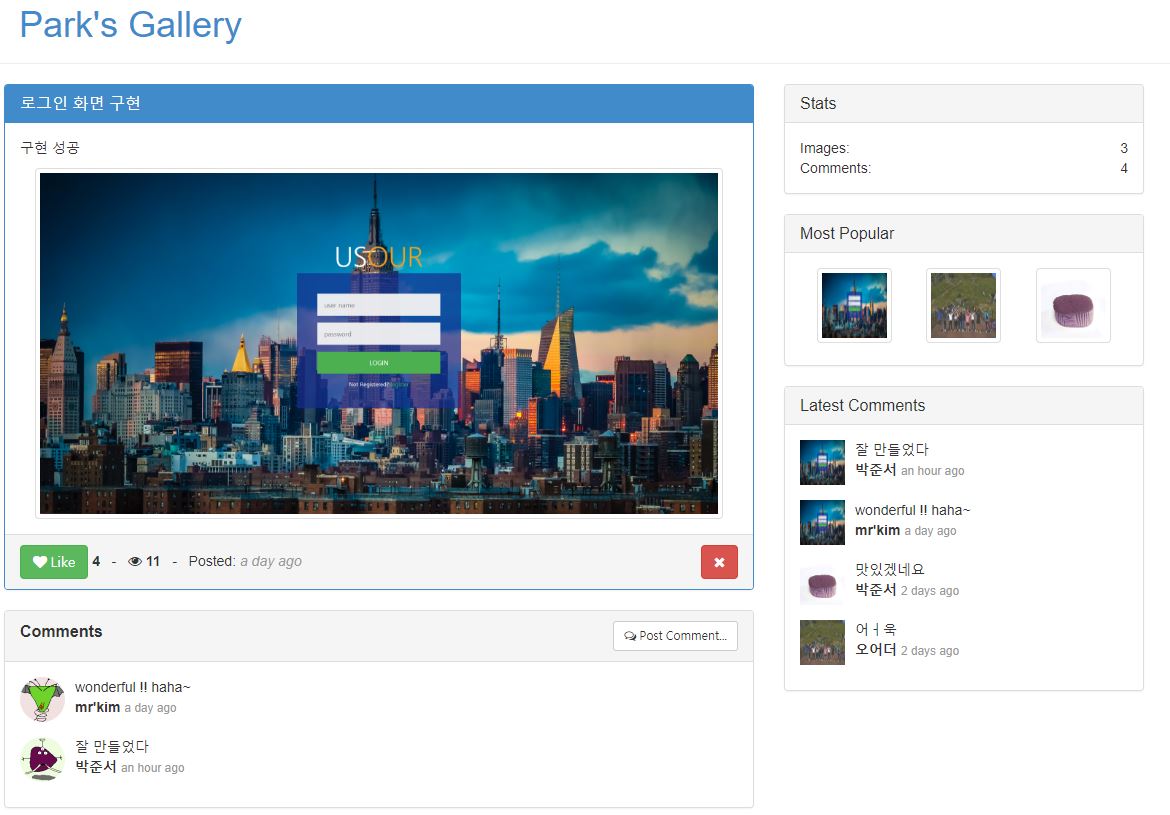 Park's Gallery
로그인 화면 구현
구현 성공
USOUR
user name
password
LOGIN
Not Registered?Register
Like 4 - 11 - Posted: a day ago
Comments
Post Comment...
wonderful !! haha~
mr'kim a day ago
잘 만들었다
박준서 an hour ago
Stats
Images: 3
Comments: 4
Most Popular
Latest Comments
잘 만들었다
박준서 an hour ago
wonderful !! haha~
mr'kim a day ago
맛있겠네요
박준서 2 days ago
어ㅓ욱
오어더 2 days ago